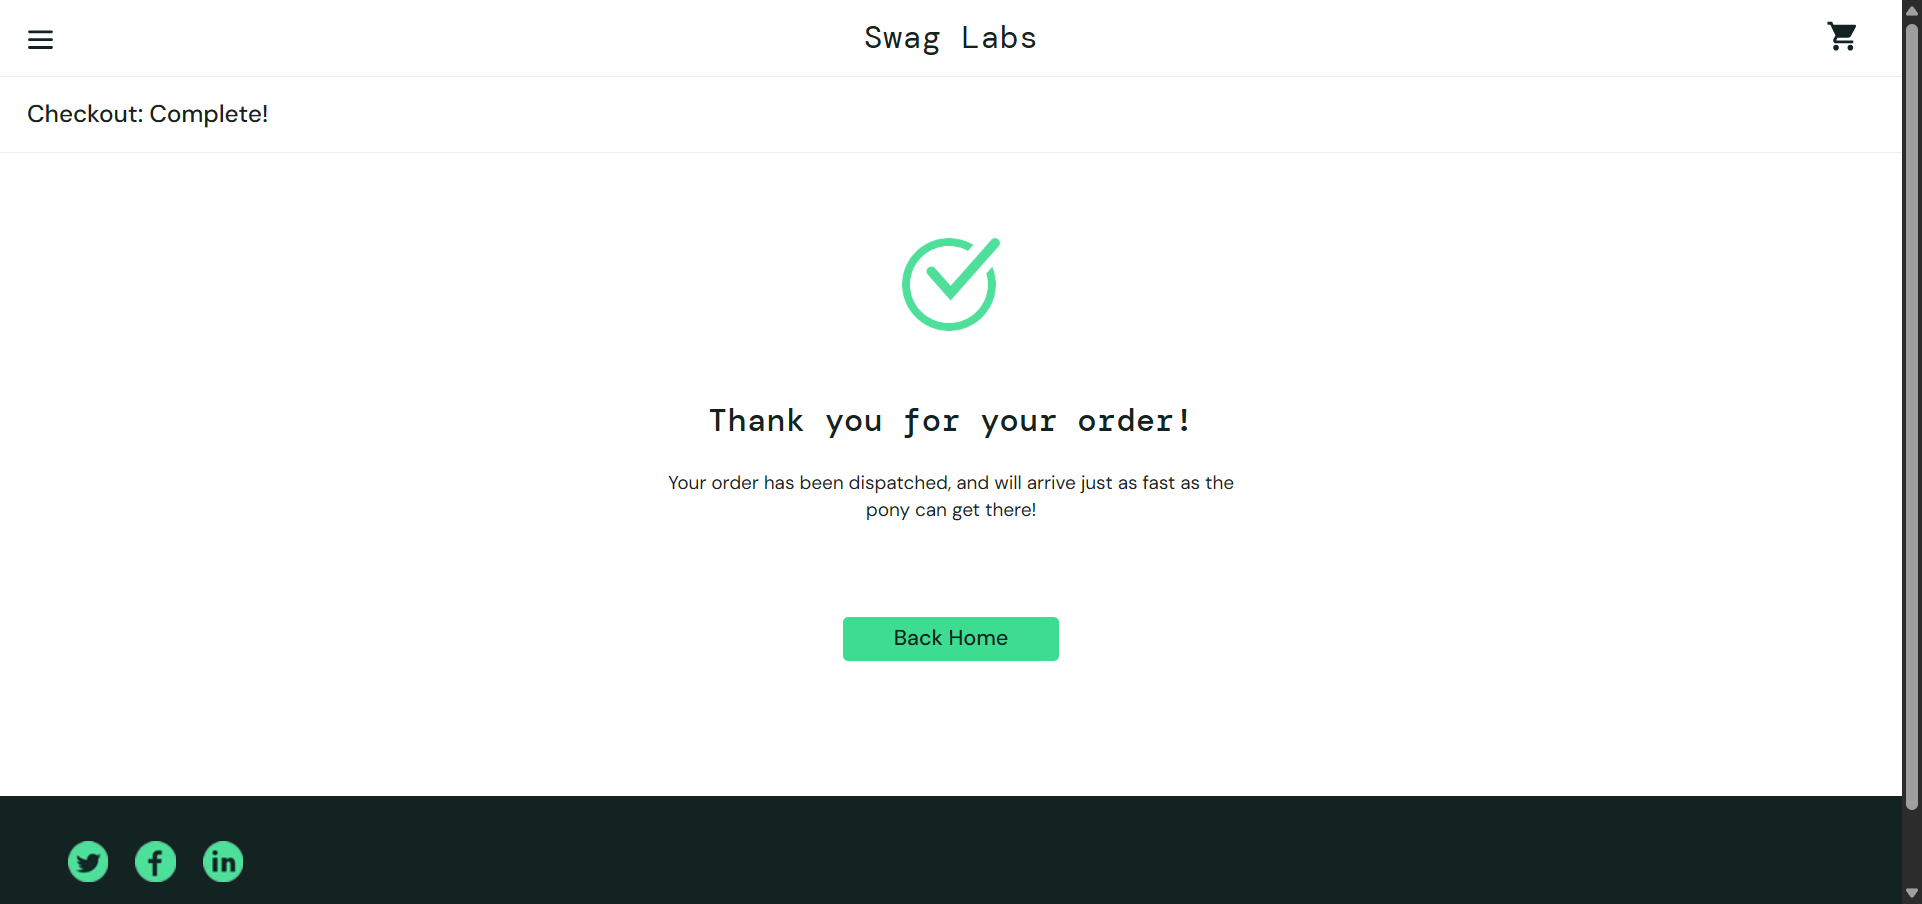 Swag Labs
Checkout: Complete!
Thank you for your order!
Your order has been dispatched, and will arrive just as fast as the
pony can get there!
Back Home